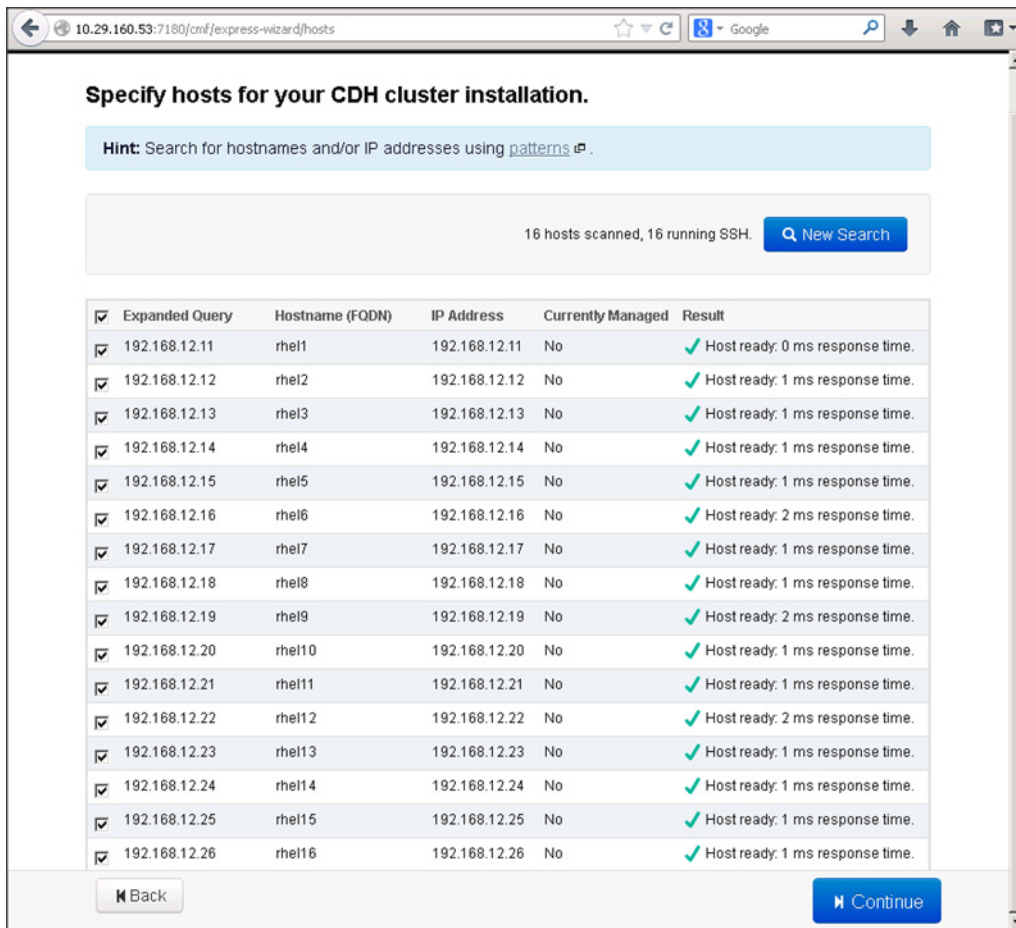 10.29.160.53:7180/cmf/express-wizard/hosts
Google
Specify hosts for your CDH cluster installation.
Hint: Search for hostnames and/or IP addresses using patterns .
16 hosts scanned, 16 running SSH. New Search
Expanded Query Hostname (FQDN) IP Address Currently Managed Result
192.168.12.11 rhel1 192.168.12.11 No Host ready: 0 ms response time.
192.168.12.12 rhel2 192.168.12.12 No Host ready: 1 ms response time.
192.168.12.13 rhel3 192.168.12.13 No Host ready: 1 ms response time.
192.168.12.14 rhel4 192.168.12.14 No Host ready: 1 ms response time.
192.168.12.15 rhel5 192.168.12.15 No Host ready: 1 ms response time.
192.168.12.16 rhel6 192.168.12.16 No Host ready: 2 ms response time.
192.168.12.17 rhel7 192.168.12.17 No Host ready: 1 ms response time.
192.168.12.18 rhel8 192.168.12.18 No Host ready: 1 ms response time.
192.168.12.19 rhel9 192.168.12.19 No Host ready: 2 ms response time.
192.168.12.20 rhel10 192.168.12.20 No Host ready: 1 ms response time.
192.168.12.21 rhel11 192.168.12.21 No Host ready: 1 ms response time.
192.168.12.22 rhel12 192.168.12.22 No Host ready: 2 ms response time.
192.168.12.23 rhel13 192.168.12.23 No Host ready: 1 ms response time.
192.168.12.24 rhel14 192.168.12.24 No Host ready: 1 ms response time.
192.168.12.25 rhel15 192.168.12.25 No Host ready: 1 ms response time.
192.168.12.26 rhel16 192.168.12.26 No Host ready: 1 ms response time.
Back Continue